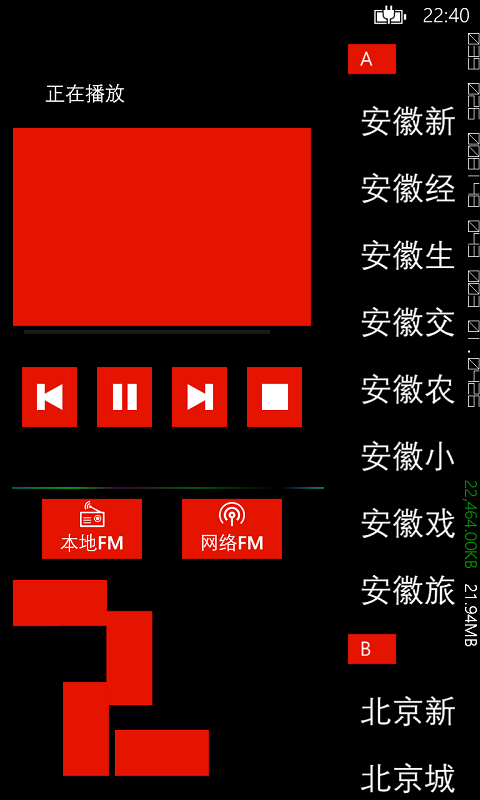 22:40
正在播放
本地FM
网络FM
A
安徽新
安徽经
安徽生
安徽交
安徽农
安徽小
安徽戏
安徽旅
B
北京新
北京城
22,464.00KB
21.94MB